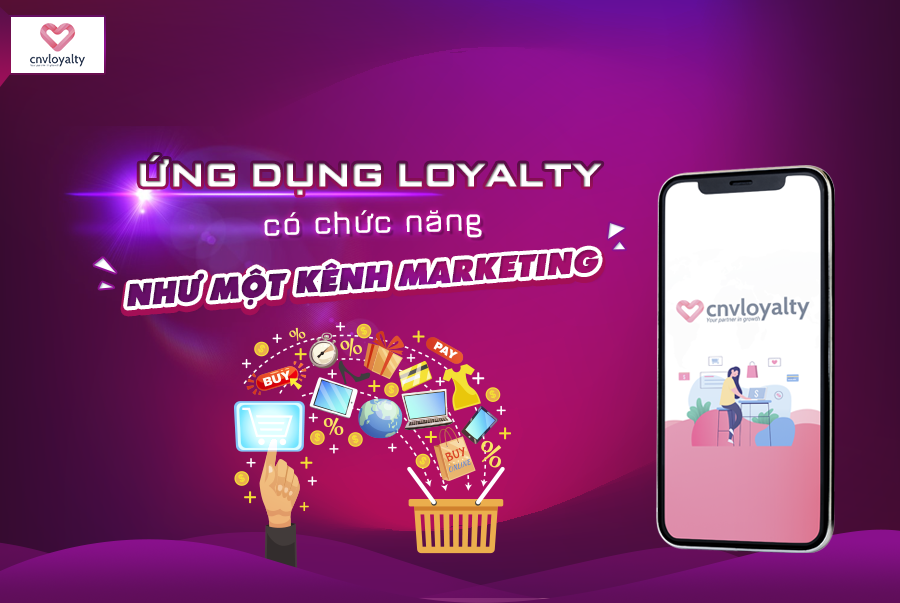 cnvloyalty
ỨNG DỤNG LOYALTY
có chức năng
NHƯ MỘT KÊNH MARKETING
%
%
PAY
BUY
%
BUY
ONLINE
%
cnvloyalty
Your partner in growth